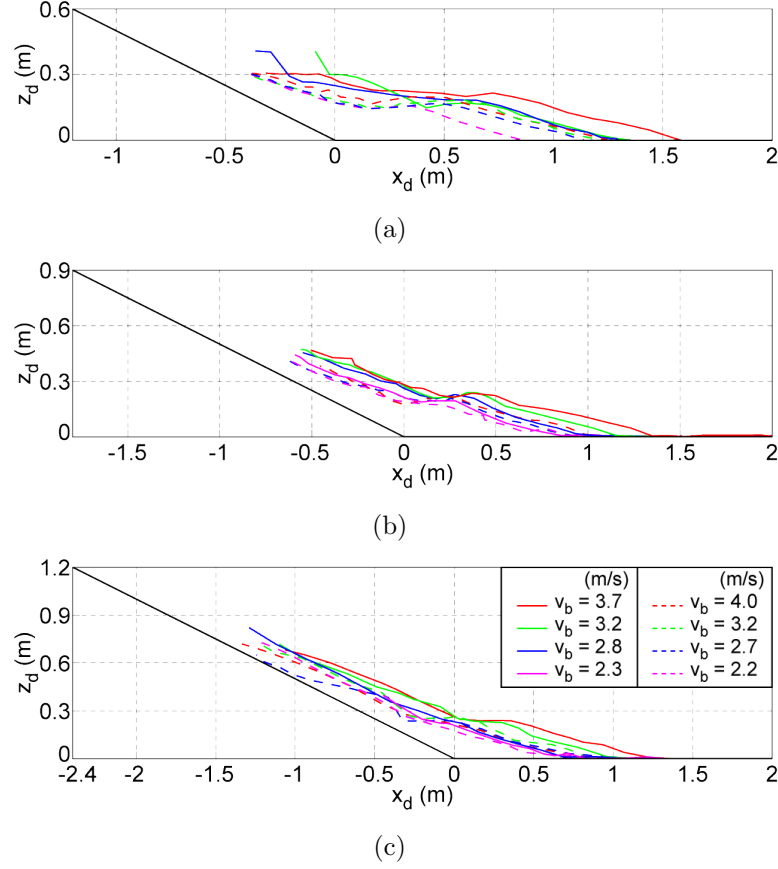 0.6
0.3
0
z_d (m)
-1 -0.5 0 0.5 1 1.5 2
x_d (m)
(a)
0.9
0.6
0.3
0
z_d (m)
-1.5 -1 -0.5 0 0.5 1 1.5 2
x_d (m)
(b)
1.2
0.9
0.6
0.3
0
z_d (m)
(m/s) (m/s)
v_b = 3.7 v_b = 4.0
v_b = 3.2 v_b = 3.2
v_b = 2.8 v_b = 2.7
v_b = 2.3 v_b = 2.2
-2.4 -2 -1.5 -1 -0.5 0 0.5 1 1.5 2
x_d (m)
(c)